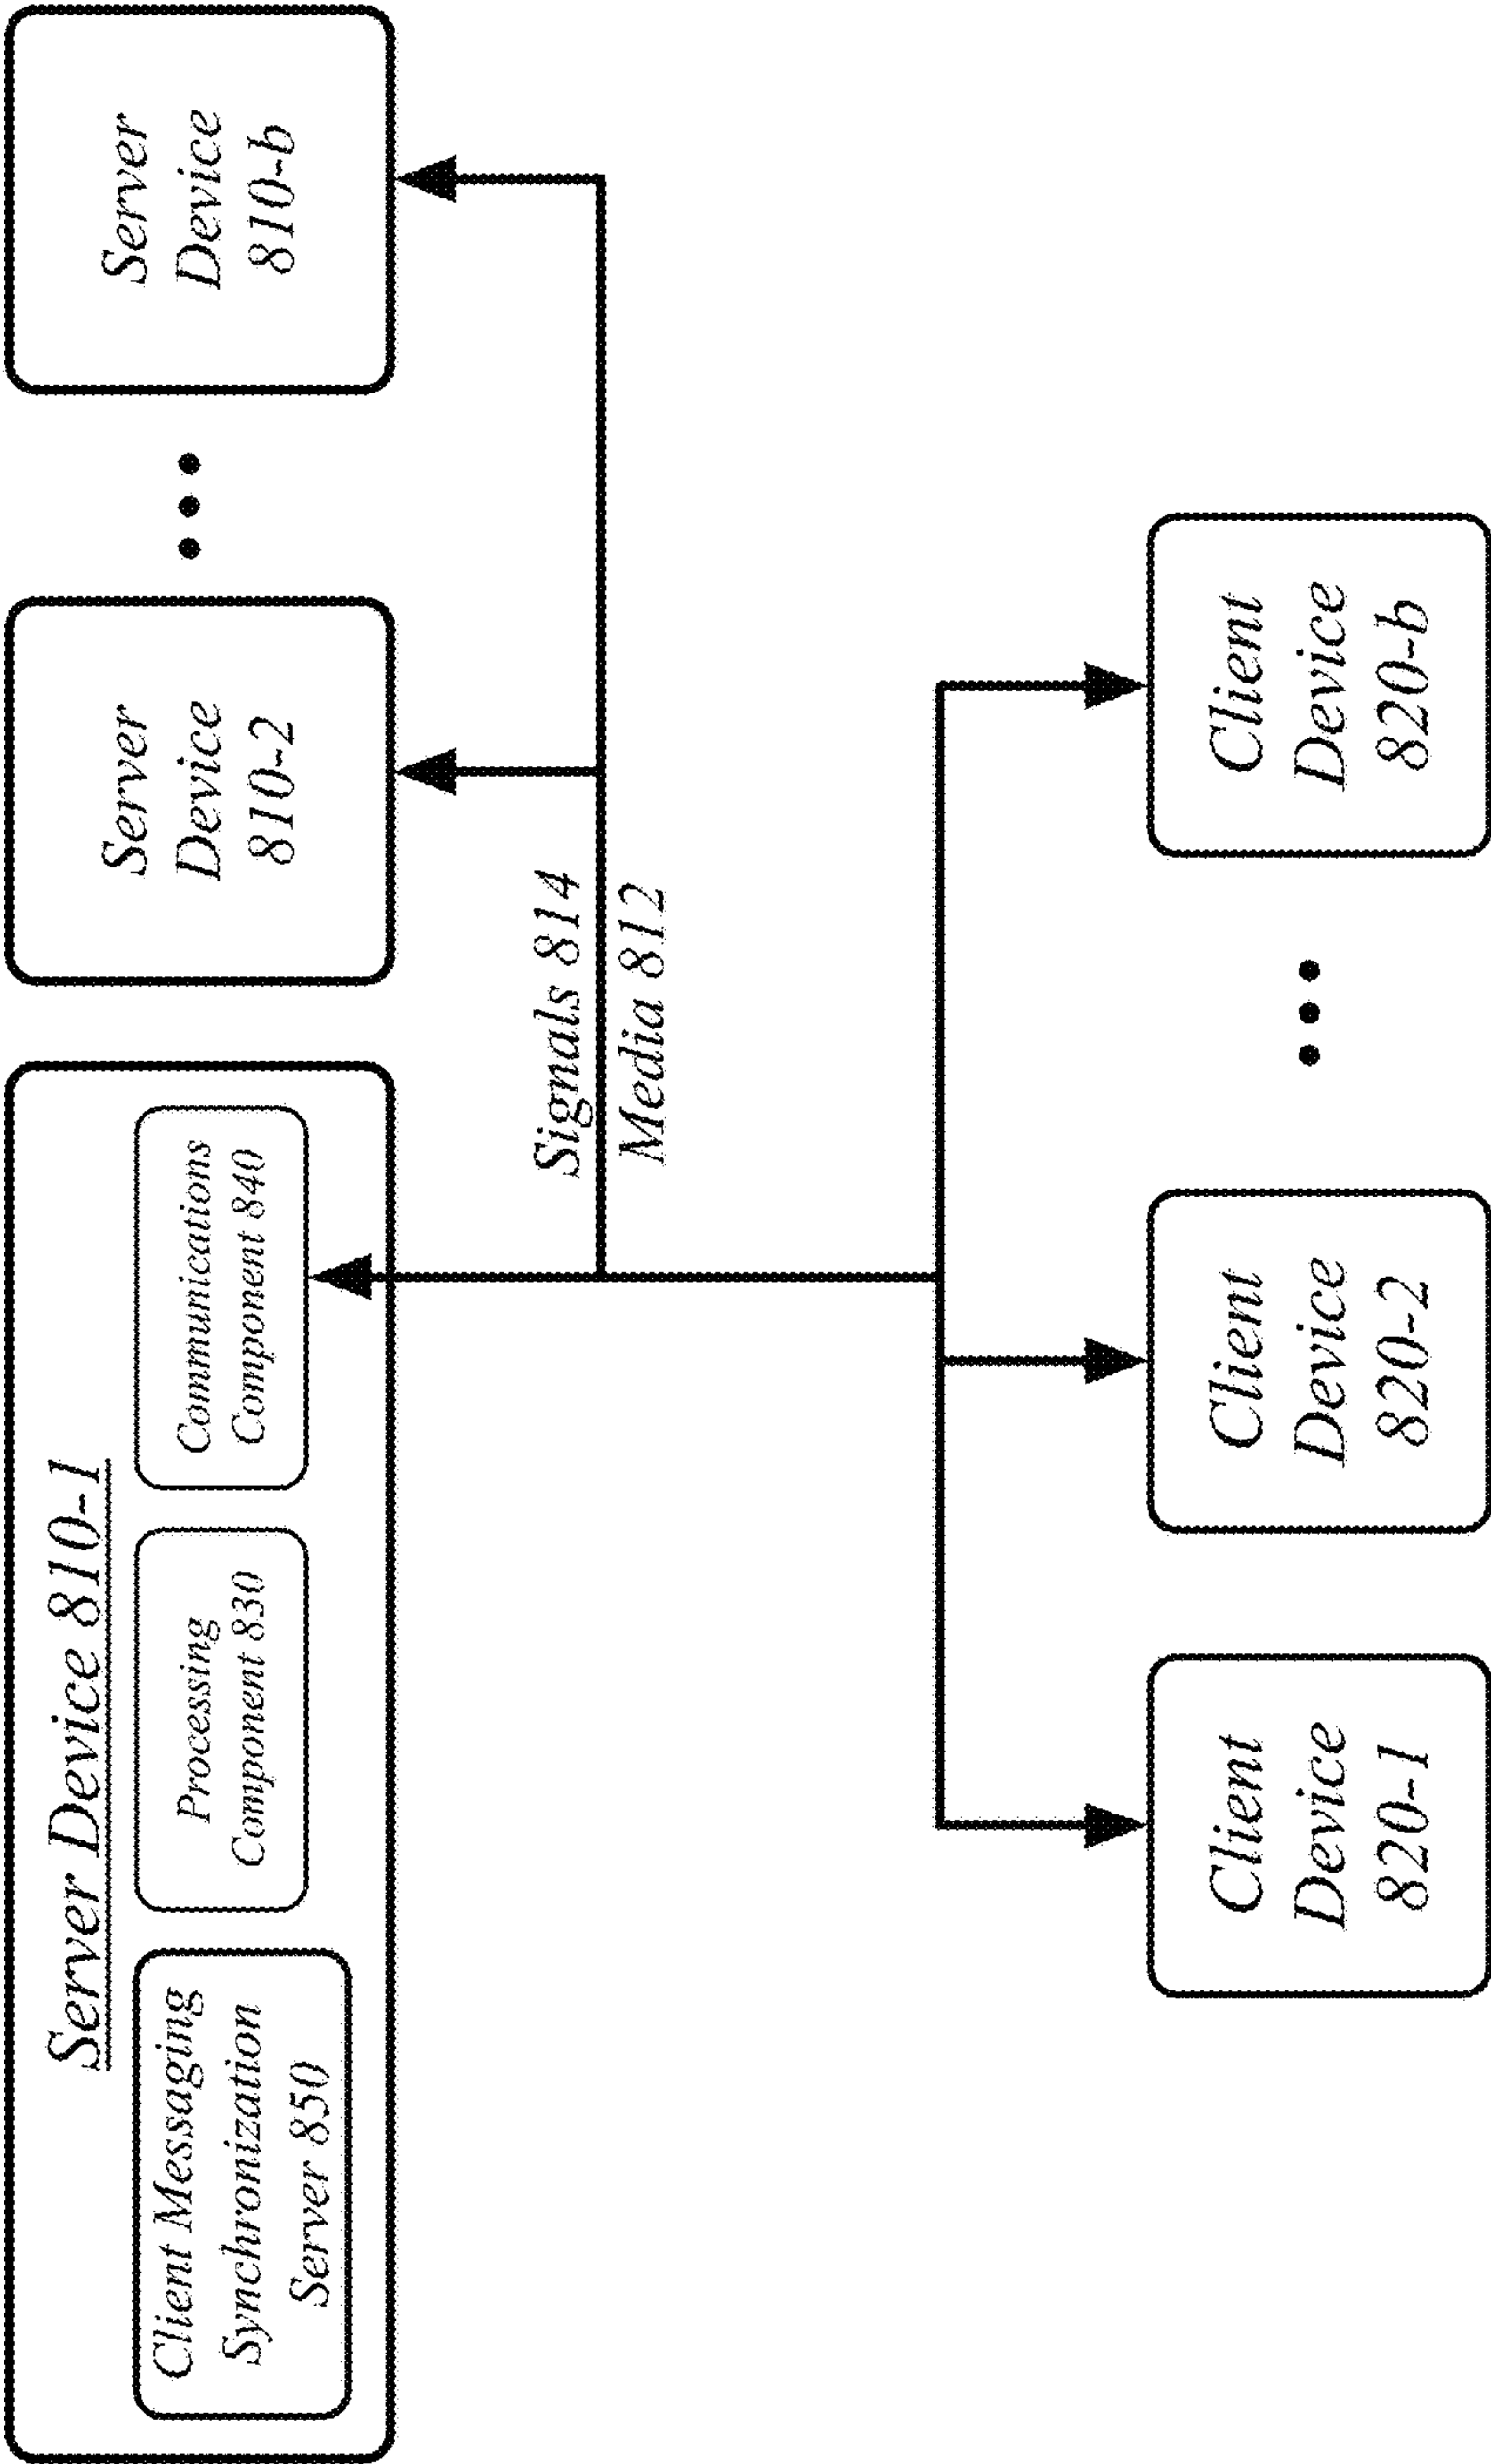 Server Device 810-1
Client Messaging
Synchronization
Server 850
Processing
Component 830
Communications
Component 840
Server
Device
810-2
Server
Device
810-b
Signals 814
Media 812
Client
Device
820-1
Client
Device
820-2
Client
Device
820-b